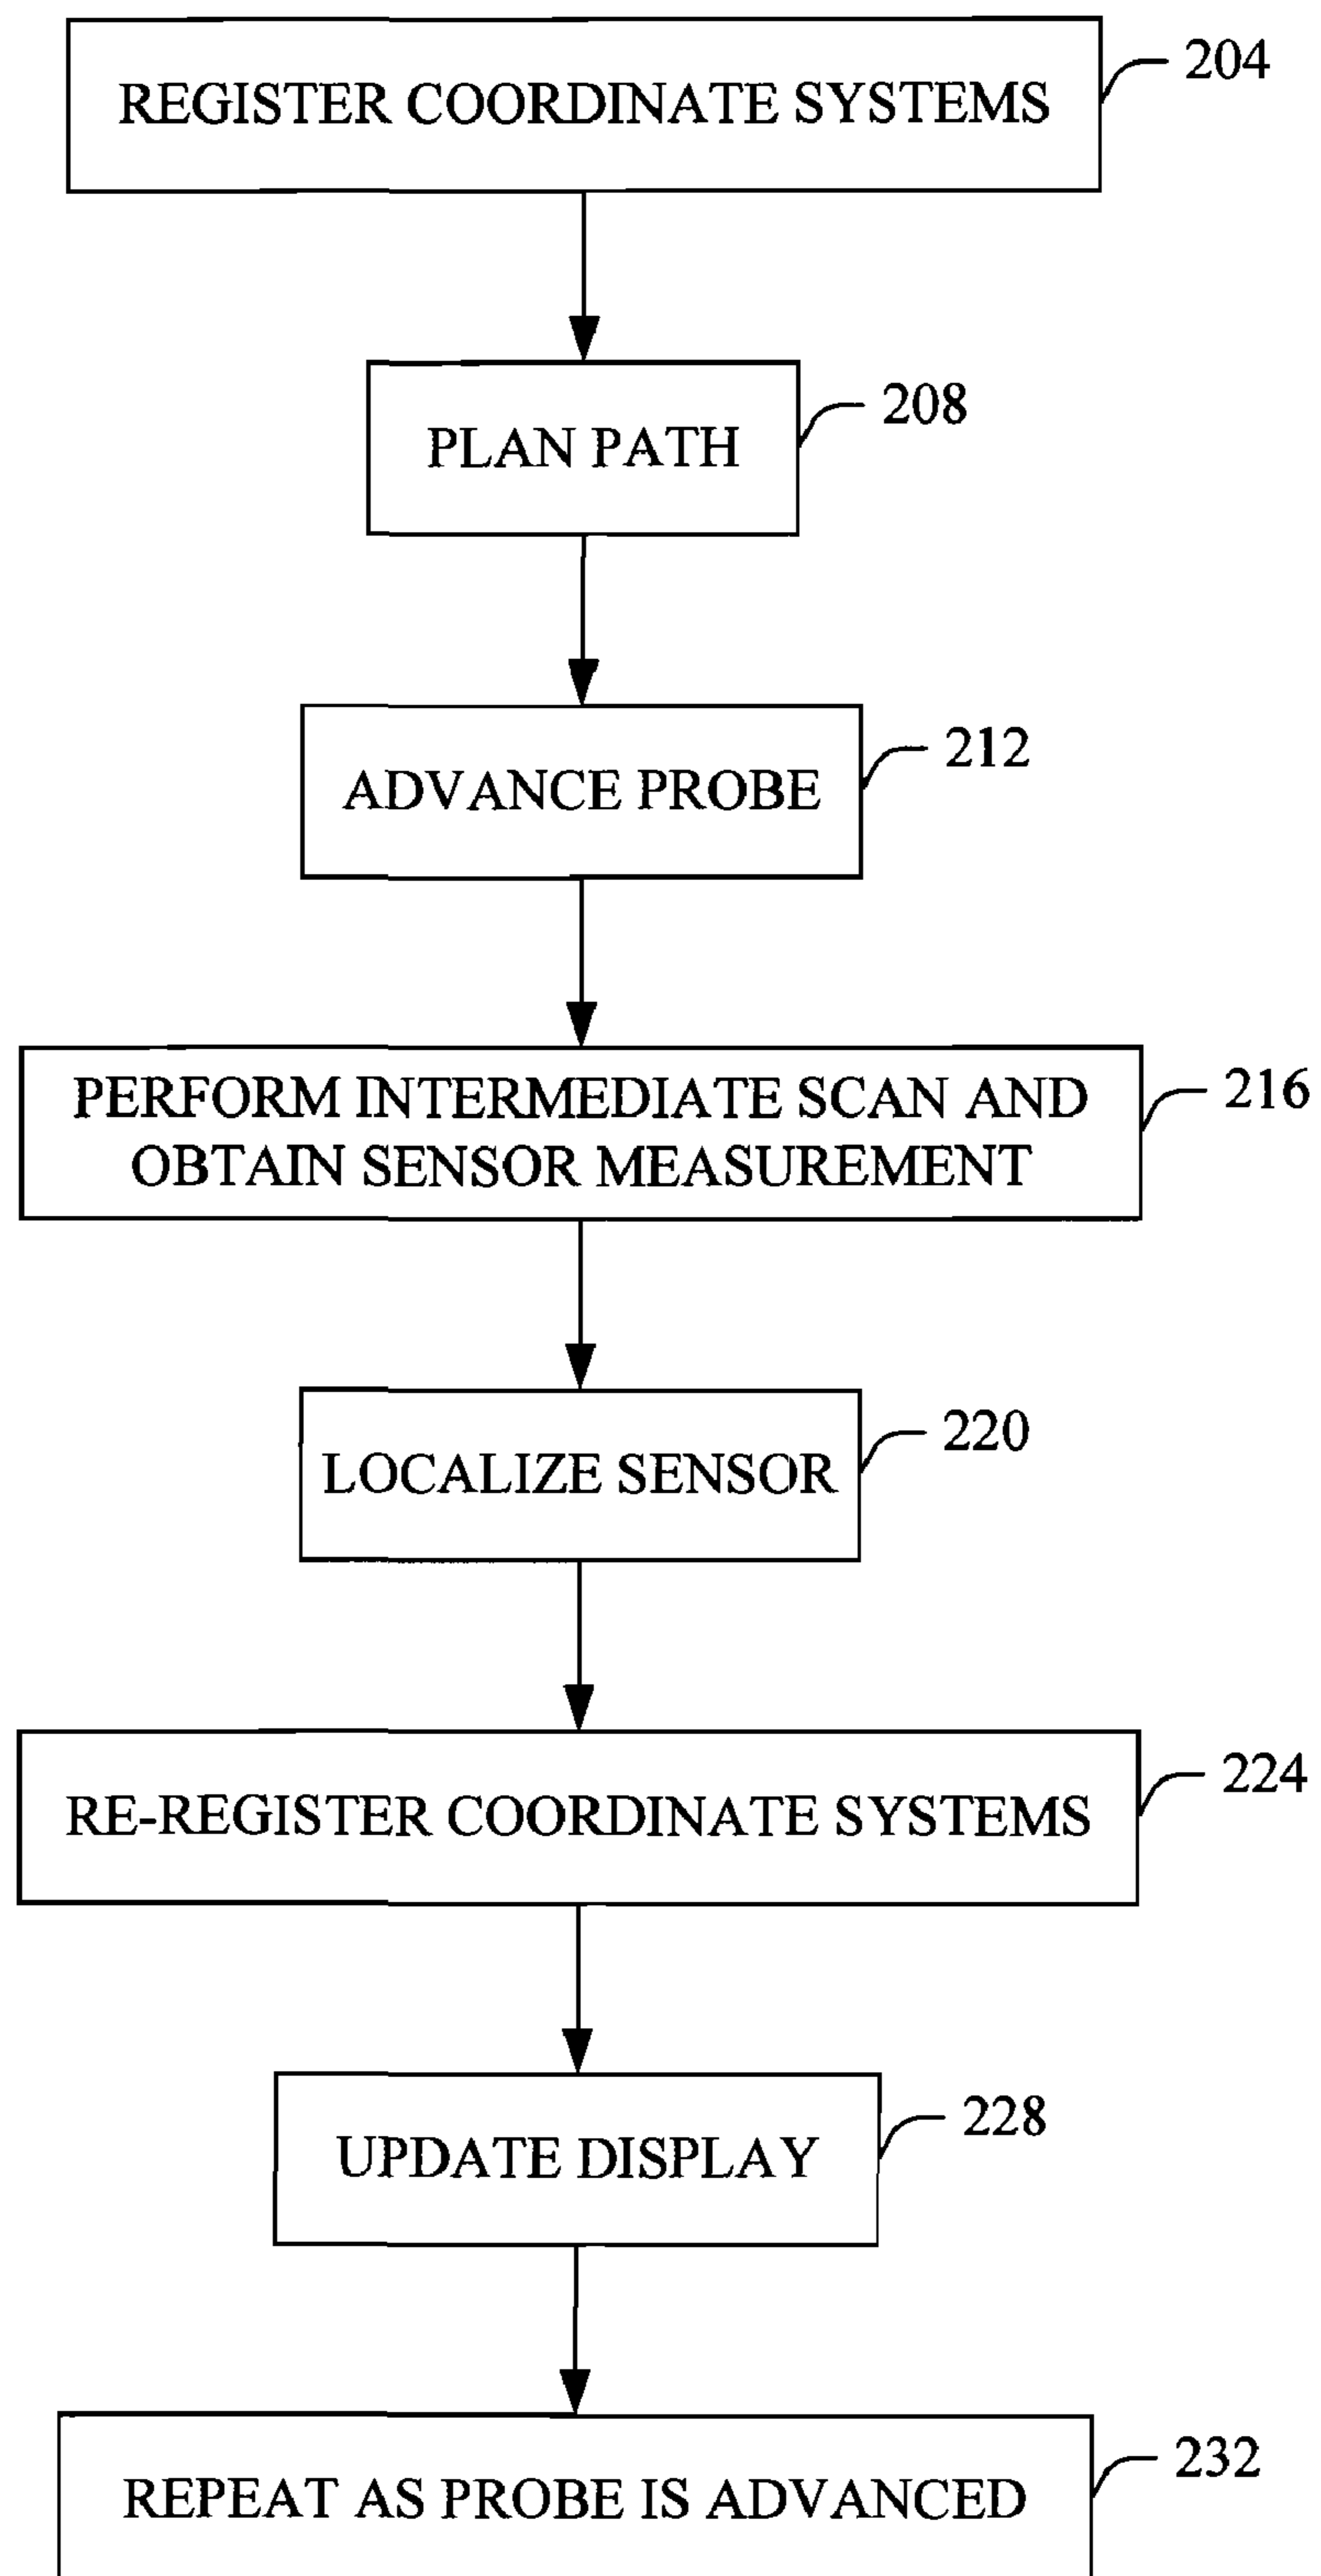 REGISTER COORDINATE SYSTEMS
204
PLAN PATH
208
ADVANCE PROBE
212
PERFORM INTERMEDIATE SCAN AND
OBTAIN SENSOR MEASUREMENT
216
LOCALIZE SENSOR
220
RE-REGISTER COORDINATE SYSTEMS
224
UPDATE DISPLAY
228
REPEAT AS PROBE IS ADVANCED
232